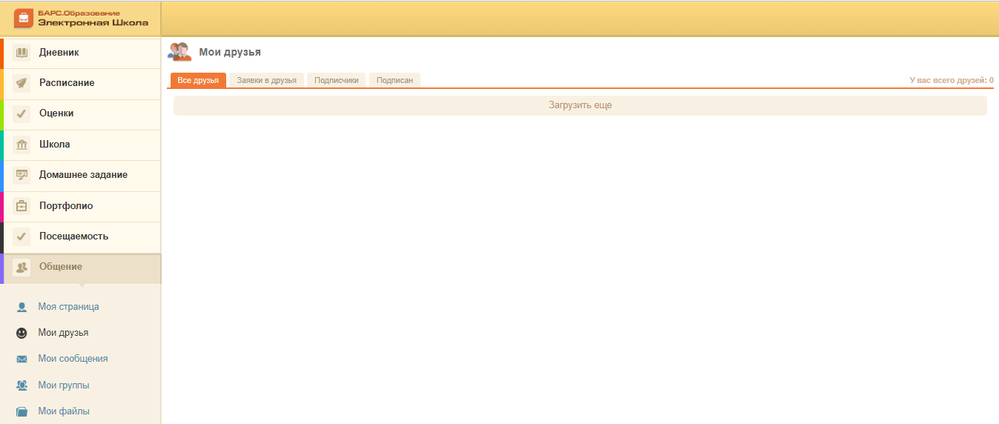 БАРС.Образование
Электронная Школа
Дневник
Расписание
Оценки
Школа
Домашнее задание
Портфолио
Посещаемость
Общение
Моя страница
Мои друзья
Мои сообщения
Мои группы
Мои файлы
Мои друзья
Все друзья Заявки в друзья Подписчики Подписан У вас всего друзей: 0
Загрузить еще